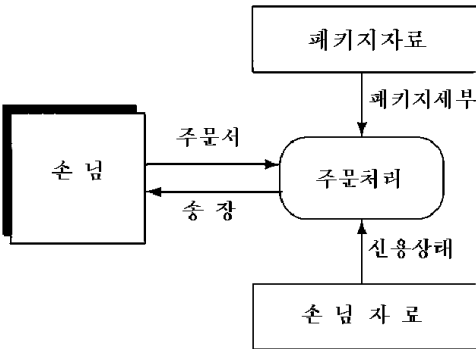 패키지자료
패키지세부
주문서
손 님
주문처리
송 장
신용상태
손 님 자 료